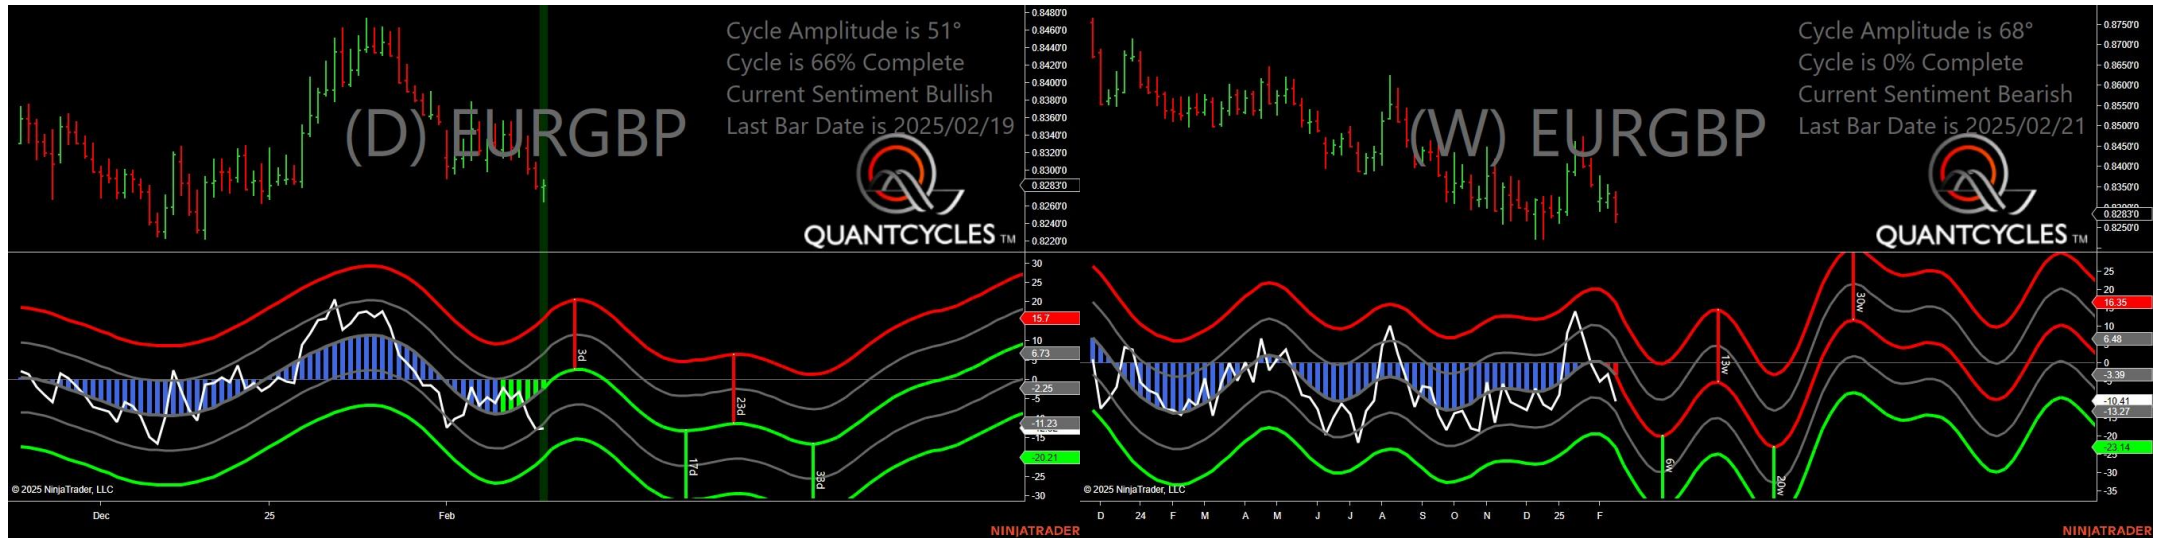 Cycle Amplitude is 51°
Cycle is 66% Complete
Current Sentiment Bullish
Last Bar Date is 2025/02/19
(D) EURGBP
QUANTCYCLES TM
0.8480'0
0.8460'0
0.8440'0
0.8420'0
0.8400'0
0.8380'0
0.8360'0
0.8340'0
0.8320'0
0.8300'0
0.8283'0
0.8260'0
0.8240'0
0.8220'0
30
25
20
15.7
10
6.73
-2.25
-5
-11.23
-15
-20.21
-25
-30
3d
23d
17d
33d
© 2025 NinjaTrader, LLC
Dec
25
Feb
NINJATRADER
Cycle Amplitude is 68°
Cycle is 0% Complete
Current Sentiment Bearish
Last Bar Date is 2025/02/21
(W) EURGBP
QUANTCYCLES TM
0.8750'0
0.8700'0
0.8650'0
0.8600'0
0.8550'0
0.8500'0
0.8450'0
0.8400'0
0.8350'0
0.8283'0
0.8250'0
25
20
16.35
10
6.48
0
-3.39
-10.41
-13.27
-20
-23.14
-30
-35
30w
13w
6w
20w
© 2025 NinjaTrader, LLC
D 24 F M A M J J A S O N D 25 F
NINJATRADER